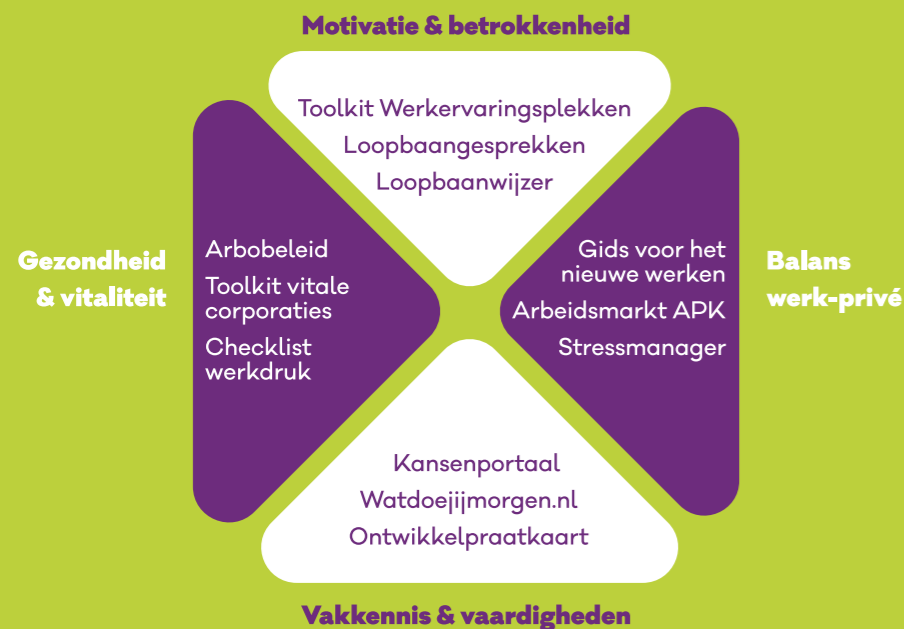 Motivatie & betrokkenheid
Toolkit Werkervaringsplekken
Loopbaangesprekken
Loopbaanwijzer
Gezondheid
& vitaliteit
Arbobeleid
Toolkit vitale
corporaties
Checklist
werkdruk
Gids voor het
nieuwe werken
Arbeidsmarkt APK
Stressmanager
Balans
werk-privé
Kansenportaal
Watdoejijmorgen.nl
Ontwikkelpraatkaart
Vakkennis & vaardigheden